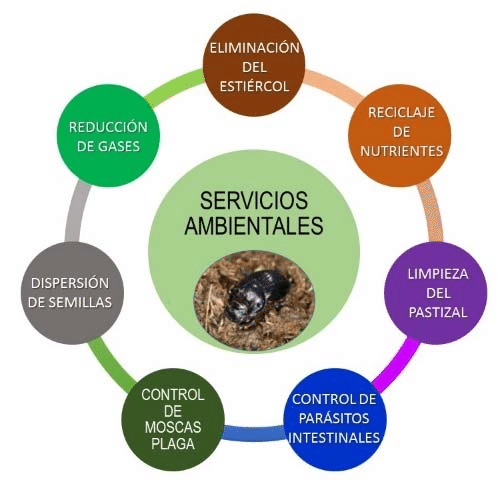 ELIMINACIÓN
DEL
ESTIÉRCOL
RECICLAJE
DE
NUTRIENTES
LIMPIEZA
DEL
PASTIZAL
CONTROL DE
PARÁSITOS
INTESTINALES
CONTROL
DE
MOSCAS
PLAGA
DISPERSIÓN
DE SEMILLAS
REDUCCIÓN
DE GASES
SERVICIOS
AMBIENTALES